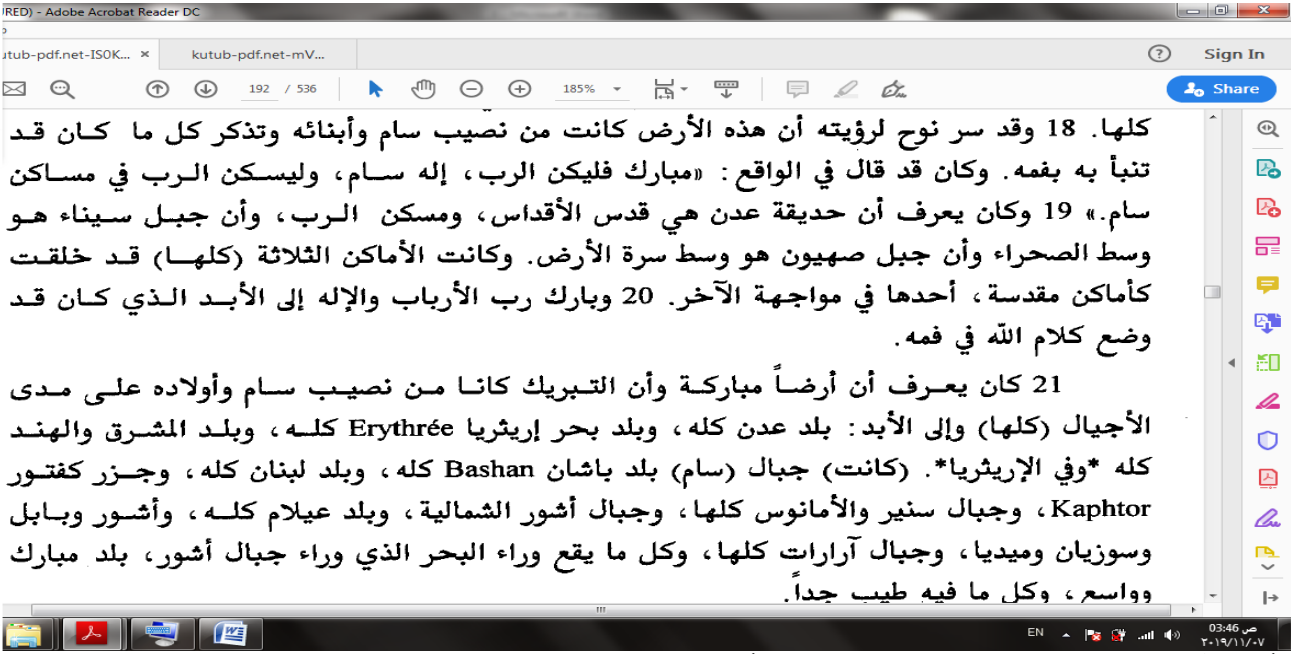 IRED) - Adobe Acrobat Reader DC
utub-pdf.net-IS0K... ×
kutub-pdf.net-mV...
Sign In
192 / 536
185%
Share
كلها. 18 وقد سر نوح لرؤيته أن هذه الأرض كانت من نصيب سام وأبنائه وتذكر كل ما كان قد
تنبأ به بفمه. وكان قد قال في الواقع: «مبارك فليكن الرب، إله سام، وليسكن الرب في مساكن
سام.» 19 وكان يعرف أن حديقة عدن هي قدس الأقداس، ومسكن الرب، وأن جبل سيناء هو
وسط الصحراء وأن جبل صهيون هو وسط سرة الأرض. وكانت الأماكن الثلاثة (كلها) قد خلقت
كأماكن مقدسة، أحدها في مواجهة الآخر. 20 وبارك رب الأرباب والإله إلى الأبد الذي كان قد
وضع كلام الله في فمه.
21 كان يعرف أن أرضاً مباركة وأن التبريك كانا من نصيب سام وأولاده على مدى
الأجيال (كلها) وإلى الأبد: بلد عدن كله، وبلد بحر إريثريا Erythrée كله، وبلد المشرق والهند
كله *وفي الإريثريا*. (كانت) جبال (سام) بلد باشان Bashan كله، وبلد لبنان كله، وجزر كفتور
Kaphtor، وجبال سنير والأمانوس كلها، وجبال أشور الشمالية، وبلد عيلام كله، وأشور وبابل
وسوزيان وميديا، وجبال آرارات كلها، وكل ما يقع وراء البحر الذي وراء جبال أشور، بلد مبارك
وواسع، وكل ما فيه طيب جداً.
EN
03:46 ص
٢٠١٩/١١/٠٧